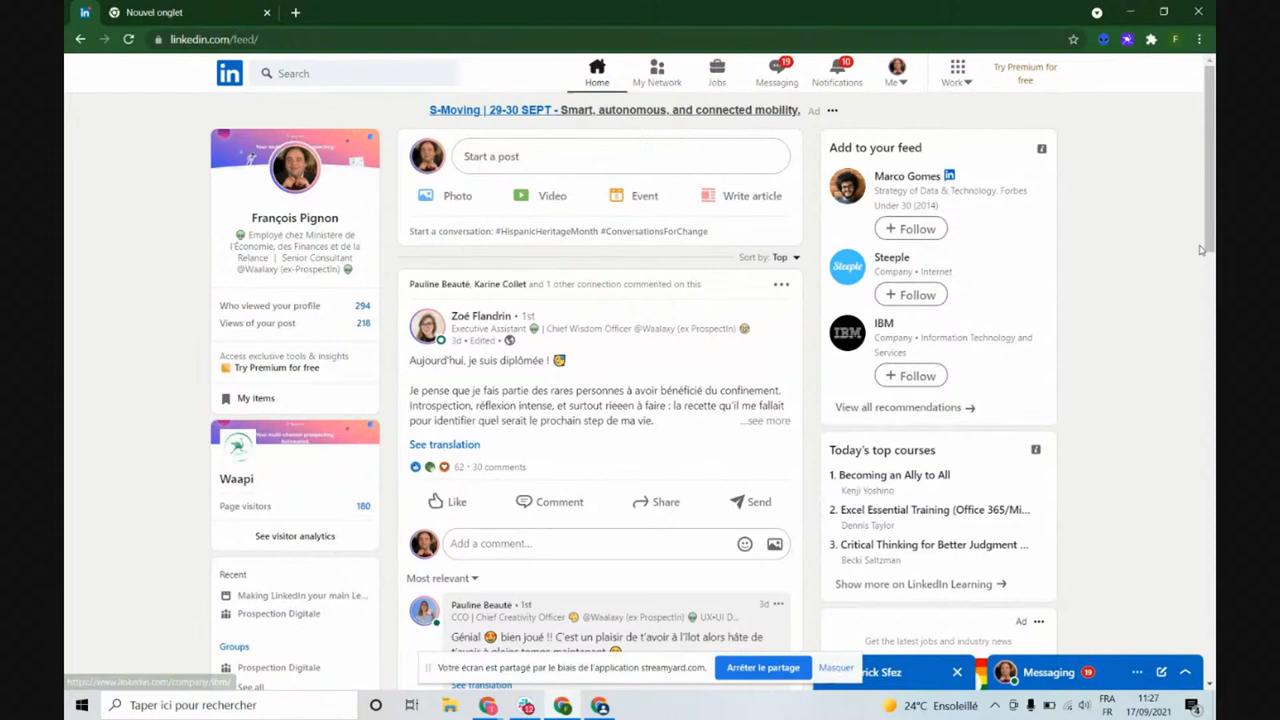 Nouvel onglet
linkedin.com/feed/
F
in
Search
Home
My Network
Jobs
19
Messaging
10
Notifications
Me
Work
Try Premium for
free
S-Moving | 29-30 SEPT - Smart, autonomous, and connected mobility,
Ad
François Pignon
Employé chez Ministère de
l'Économie, des Finances et de la
Relance | Senior Consultant
@Waalaxy (ex-ProspectIn)
Who viewed your profile 294
Views of your post 218
Access exclusive tools & insights
Try Premium for free
My items
Waapi
Page visitors 180
See visitor analytics
Recent
Making LinkedIn your main Le...
Prospection Digitale
Groups
Prospection Digitale
See all
Start a post
Photo
Video
Event
Write article
Start a conversation: #HispanicHeritageMonth #ConversationsForChange
Sort by: Top
Pauline Beauté, Karine Collet and 1 other connection commented on this
Zoé Flandrin • 1st
Executive Assistant | Chief Wisdom Officer @Waalaxy (ex ProspectIn)
3d • Edited •
Aujourd'hui, je suis diplômée !
Je pense que je fais partie des rares personnes à avoir bénéficié du confinement.
Introspection, réflexion intense, et surtout rieeen à faire : la recette qu'il me fallait
pour identifier quel serait le prochain step de ma vie.
...see more
See translation
62 · 30 comments
Like
Comment
Share
Send
Add a comment...
Most relevant
Pauline Beauté • 1st
3d
CCO | Chief Creativity Officer @Waalaxy (ex ProspectIn) UX•UI D...
Génial bien joué !! C'est un plaisir de t'avoir à l'îlot alors hâte de
See translation
Add to your feed
Marco Gomes
Strategy of Data & Technology. Forbes
Under 30 (2014)
+ Follow
Steeple
Steeple
Company • Internet
+ Follow
IBM
IBM
Company • Information Technology and
Services
+ Follow
View all recommendations →
Today's top courses
1. Becoming an Ally to All
Kenji Yoshino
2. Excel Essential Training (Office 365/Mi...
Dennis Taylor
3. Critical Thinking for Better Judgment ...
Becki Saltzman
Show more on LinkedIn Learning →
Ad
Get the latest jobs and industry news
Votre écran est partagé par le biais de l'application streamyard.com.
Arrêter le partage
Masquer
rick Sfez
Messaging
19
https://www.linkedin.com/company/ibm/
Taper ici pour rechercher
24°C Ensoleillé
FRA
FR
11:27
17/09/2021
4